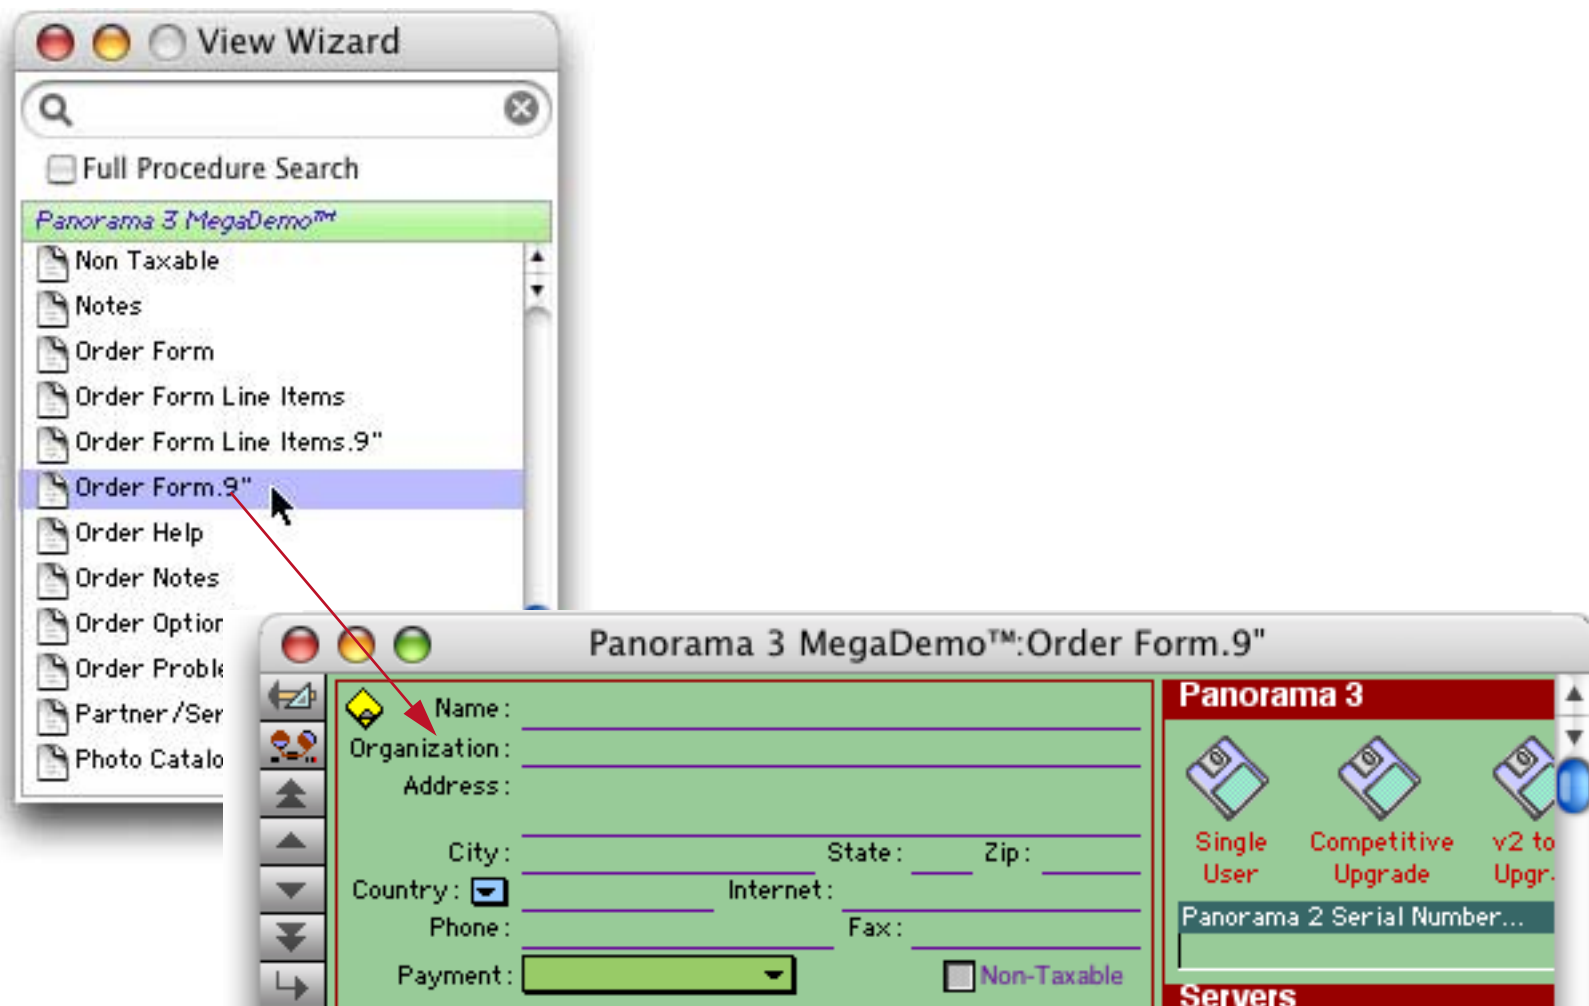 View Wizard
Full Procedure Search
Panorama 3 MegaDemo™
Non Taxable
Notes
Order Form
Order Form Line Items
Order Form Line Items.9"
Order Form.9"
Order Help
Order Notes
Order Option
Order Proble
Partner/Ser
Photo Catalo
Panorama 3 MegaDemo™:Order Form.9"
Name:
Organization:
Address:
City: State: Zip:
Country: Internet:
Phone: Fax:
Payment: Non-Taxable
Panorama 3
Single User
Competitive Upgrade
v2 to Upgr
Panorama 2 Serial Number...
Servers